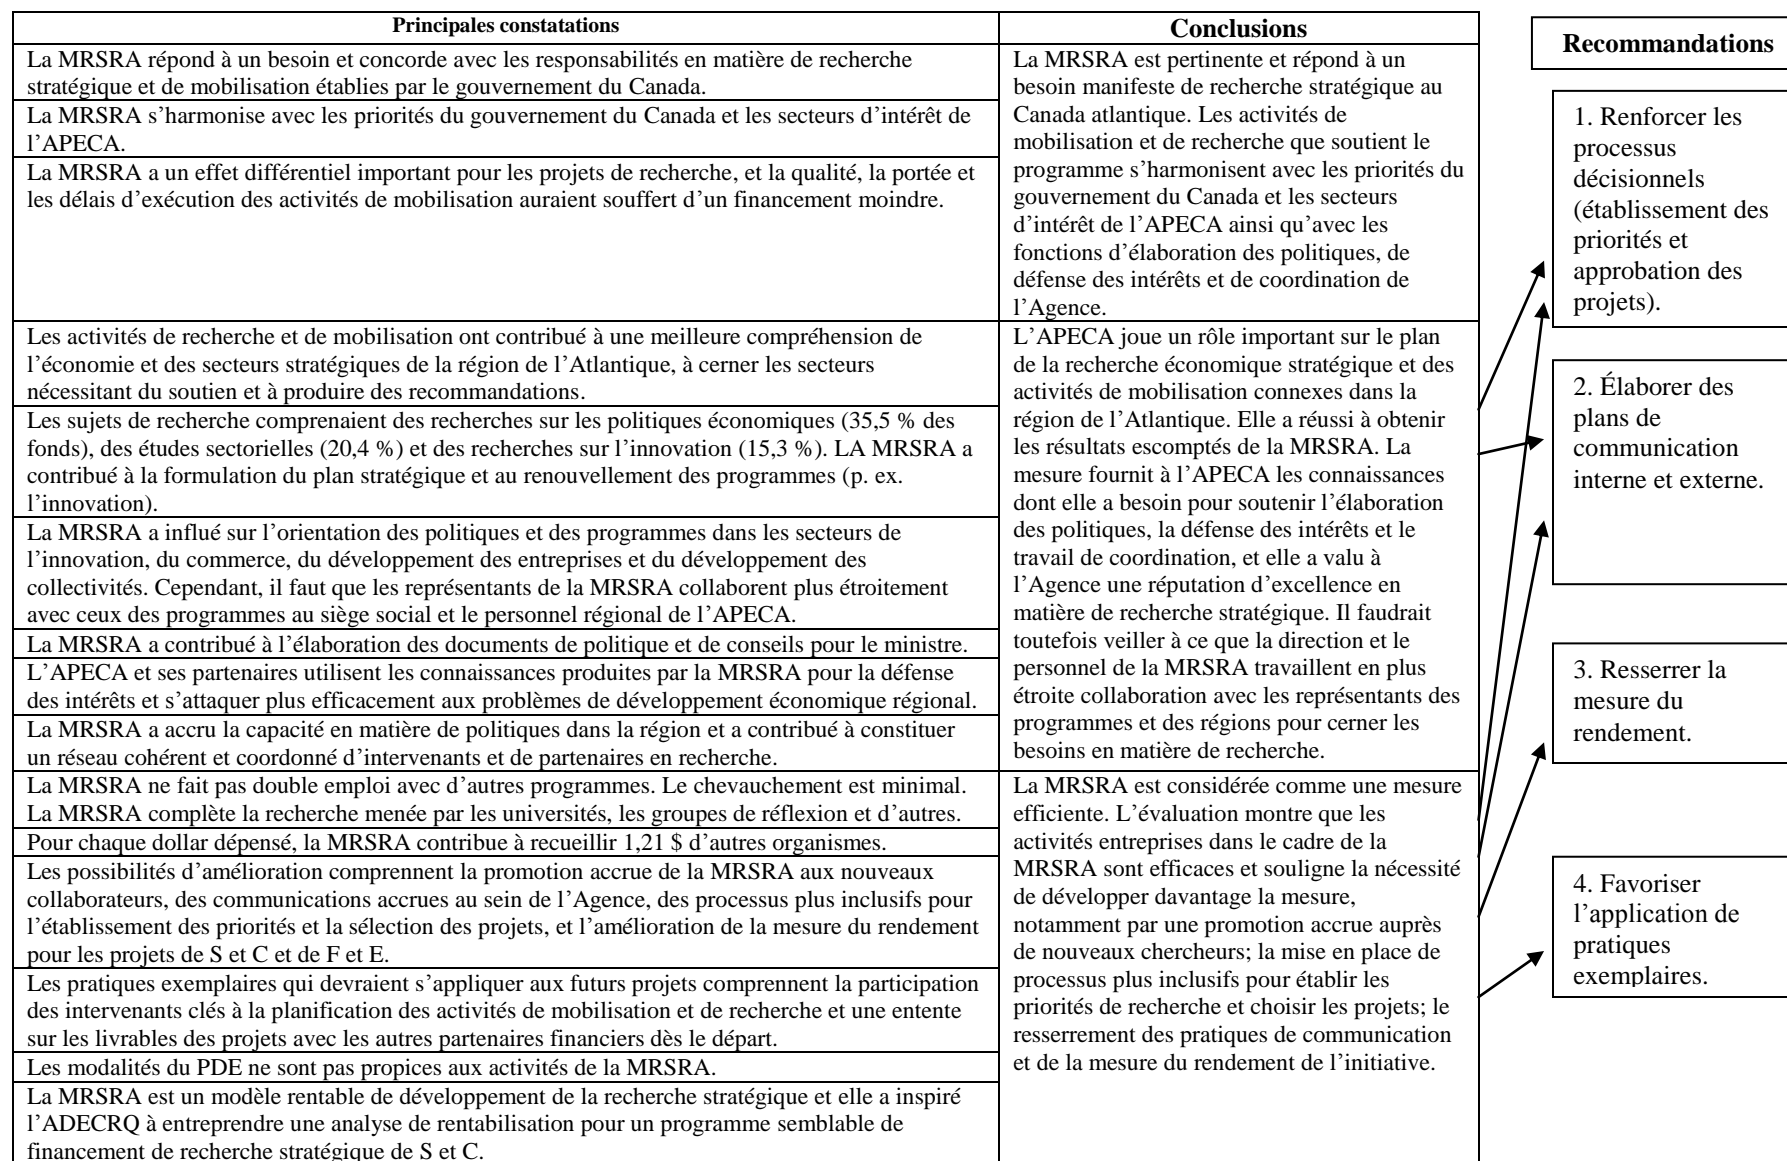 Principales constatations
La MRSRA répond à un besoin et concorde avec les responsabilités en matière de recherche
stratégique et de mobilisation établies par le gouvernement du Canada.
La MRSRA s’harmonise avec les priorités du gouvernement du Canada et les secteurs d’intérêt de
l’APECA.
La MRSRA a un effet différentiel important pour les projets de recherche, et la qualité, la portée et
les délais d’exécution des activités de mobilisation auraient souffert d’un financement moindre.
Les activités de recherche et de mobilisation ont contribué à une meilleure compréhension de
l’économie et des secteurs stratégiques de la région de l’Atlantique, à cerner les secteurs
nécessitant du soutien et à produire des recommandations.
Les sujets de recherche comprenaient des recherches sur les politiques économiques (35,5 % des
fonds), des études sectorielles (20,4 %) et des recherches sur l’innovation (15,3 %). LA MRSRA a
contribué à la formulation du plan stratégique et au renouvellement des programmes (p. ex.
l’innovation).
La MRSRA a influé sur l’orientation des politiques et des programmes dans les secteurs de
l’innovation, du commerce, du développement des entreprises et du développement des
collectivités. Cependant, il faut que les représentants de la MRSRA collaborent plus étroitement
avec ceux des programmes au siège social et le personnel régional de l’APECA.
La MRSRA a contribué à l’élaboration des documents de politique et de conseils pour le ministre.
L’APECA et ses partenaires utilisent les connaissances produites par la MRSRA pour la défense
des intérêts et s’attaquer plus efficacement aux problèmes de développement économique régional.
La MRSRA a accru la capacité en matière de politiques dans la région et a contribué à constituer
un réseau cohérent et coordonné d’intervenants et de partenaires en recherche.
La MRSRA ne fait pas double emploi avec d’autres programmes. Le chevauchement est minimal.
La MRSRA complète la recherche menée par les universités, les groupes de réflexion et d’autres.
Pour chaque dollar dépensé, la MRSRA contribue à recueillir 1,21 $ d’autres organismes.
Les possibilités d’amélioration comprennent la promotion accrue de la MRSRA aux nouveaux
collaborateurs, des communications accrues au sein de l’Agence, des processus plus inclusifs pour
l’établissement des priorités et la sélection des projets, et l’amélioration de la mesure du rendement
pour les projets de S et C et de F et E.
Les pratiques exemplaires qui devraient s’appliquer aux futurs projets comprennent la participation
des intervenants clés à la planification des activités de mobilisation et de recherche et une entente
sur les livrables des projets avec les autres partenaires financiers dès le départ.
Les modalités du PDE ne sont pas propices aux activités de la MRSRA.
La MRSRA est un modèle rentable de développement de la recherche stratégique et elle a inspiré
l’ADECRQ à entreprendre une analyse de rentabilisation pour un programme semblable de
financement de recherche stratégique de S et C.
Conclusions
La MRSRA est pertinente et répond à un
besoin manifeste de recherche stratégique au
Canada atlantique. Les activités de
mobilisation et de recherche que soutient le
programme s’harmonisent avec les priorités du
gouvernement du Canada et les secteurs
d’intérêt de l’APECA ainsi qu’avec les
fonctions d’élaboration des politiques, de
défense des intérêts et de coordination de
l’Agence.
L’APECA joue un rôle important sur le plan
de la recherche économique stratégique et des
activités de mobilisation connexes dans la
région de l’Atlantique. Elle a réussi à obtenir
les résultats escomptés de la MRSRA. La
mesure fournit à l’APECA les connaissances
dont elle a besoin pour soutenir l’élaboration
des politiques, la défense des intérêts et le
travail de coordination, et elle a valu à
l’Agence une réputation d’excellence en
matière de recherche stratégique. Il faudrait
toutefois veiller à ce que la direction et le
personnel de la MRSRA travaillent en plus
étroite collaboration avec les représentants des
programmes et des régions pour cerner les
besoins en matière de recherche.
La MRSRA est considérée comme une mesure
efficiente. L’évaluation montre que les
activités entreprises dans le cadre de la
MRSRA sont efficaces et souligne la nécessité
de développer davantage la mesure,
notamment par une promotion accrue auprès
de nouveaux chercheurs; la mise en place de
processus plus inclusifs pour établir les
priorités de recherche et choisir les projets; le
resserrement des pratiques de communication
et de la mesure du rendement de l’initiative.
Recommandations
1. Renforcer les
processus
décisionnels
(établissement des
priorités et
approbation des
projets).
2. Élaborer des
plans de
communication
interne et externe.
3. Resserrer la
mesure du
rendement.
4. Favoriser
l’application de
pratiques
exemplaires.